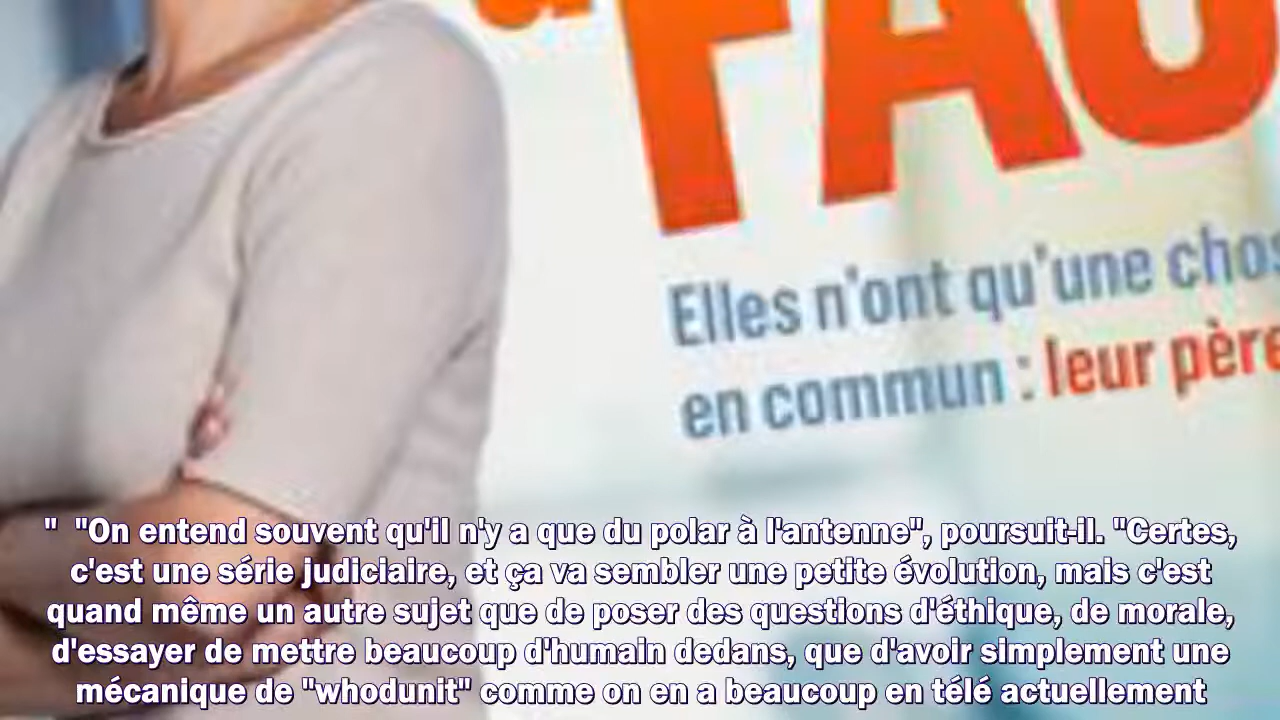 FAU
Elles n'ont qu'une chos
en commun : leur père
" "On entend souvent qu'il n'y a que du polar à l'antenne", poursuit-il. "Certes,
c'est une série judiciaire, et ça va sembler une petite évolution, mais c'est
quand même un autre sujet que de poser des questions d'éthique, de morale,
d'essayer de mettre beaucoup d'humain dedans, que d'avoir simplement une
mécanique de "whodunit" comme on en a beaucoup en télé actuellement